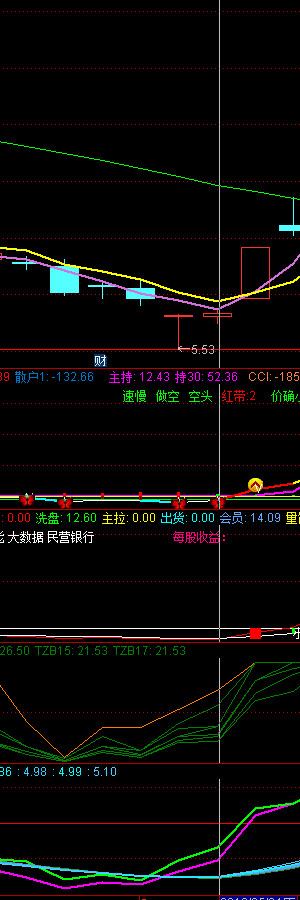 5.53
财
39 散户1: -132.66 主持: 12.43 持30: 52.36 CCI: -185
速慢 做空 空头 红带:2 价确
: 0.00 洗盘: 12.60 主拉: 0.00 出货: 0.00 会员: 14.09 量
大数据 民营银行 每股收益:
26.50 TZB15: 21.53 TZB17: 21.53
86 : 4.98 : 4.99 : 5.10